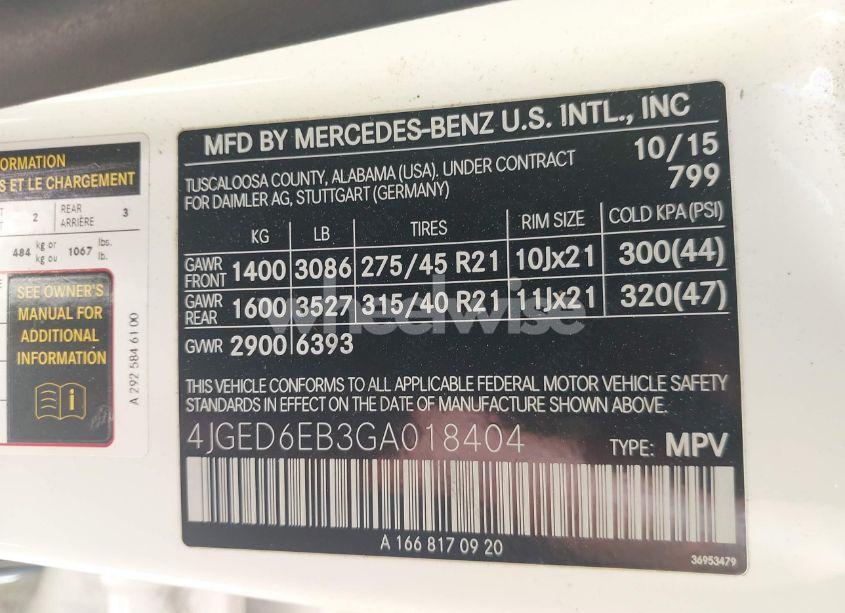 ORMATION
S ET LE CHARGEMENT
2 REAR ARRIÈRE 3
484 kg or kg ou 1067 lbs. lb.
SEE OWNER'S
MANUAL FOR
ADDITIONAL
INFORMATION
A 292 584 61 00
MFD BY MERCEDES-BENZ U.S. INTL., INC
TUSCALOOSA COUNTY, ALABAMA (USA). UNDER CONTRACT 10/15
FOR DAIMLER AG, STUTTGART (GERMANY) 799
KG LB TIRES RIM SIZE COLD KPA(PSI)
GAWR FRONT 1400 3086 275/45 R21 10Jx21 300(44)
GAWR REAR 1600 3527 315/40 R21 11Jx21 320(47)
GVWR 2900 6393
wheelwise
THIS VEHICLE CONFORMS TO ALL APPLICABLE FEDERAL MOTOR VEHICLE SAFETY
STANDARDS IN EFFECT ON THE DATE OF MANUFACTURE SHOWN ABOVE.
4JGED6EB3GA018404 TYPE: MPV
A 166 817 09 20
36953479